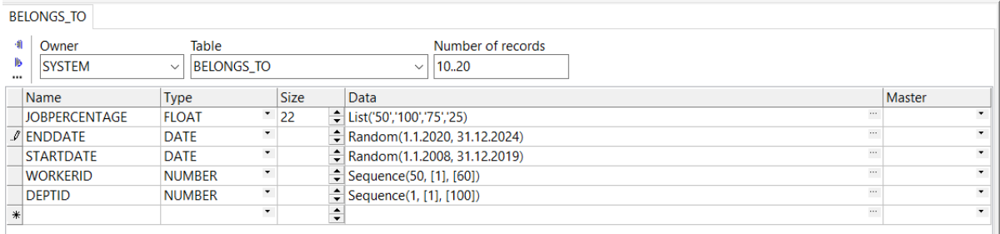 BELONGS_TO
Owner Table Number of records
SYSTEM BELONGS_TO 10..20
Name Type Size Data Master
JOBPERCENTAGE FLOAT 22 List('50','100','75','25)
ENDDATE DATE Random(1.1.2020, 31.12.2024)
STARTDATE DATE Random(1.1.2008, 31.12.2019)
WORKERID NUMBER Sequence(50, [1], [60])
DEPTID NUMBER Sequence(1, [1], [100])